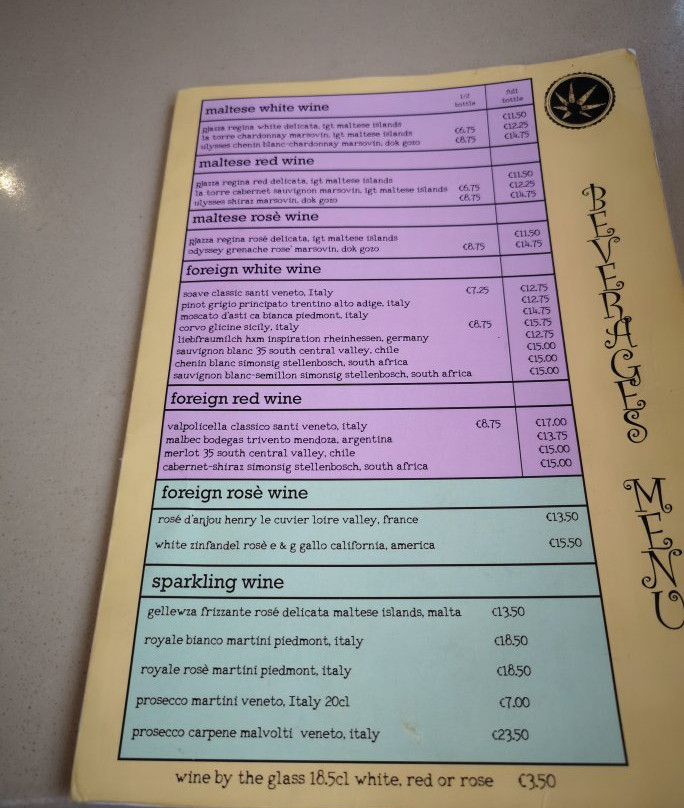 maltese white wine 1/2 bottle full bottle
pjazza regina white delicata, igt maltese islands €11.50
la torre chardonnay marsovin, igt maltese islands €6.75 €12.25
ulysses chenin blanc-chardonnay marsovin, dok gozo €8.75 €14.75
maltese red wine
pjazza regina red delicata, igt maltese islands €11.50
la torre cabernet sauvignon marsovin, igt maltese islands €6.75 €12.25
ulysses shiraz marsovin, dok gozo €8.75 €14.75
maltese rosè wine
pjazza regina rosé delicata, igt maltese islands €11.50
odyssey grenache rose' marsovin, dok gozo €8.75 €14.75
foreign white wine
soave classic santi veneto, Italy €7.25 €12.75
pinot grigio principato trentino alto adige, italy €12.75
moscato d'asti ca bianca piedmont, italy €14.75
corvo glicine sicily, italy €8.75 €15.75
liebfraumilch hxm inspiration rheinhessen, germany €12.75
sauvignon blanc 35 south central valley, chile €15.00
chenin blanc simonsig stellenbosch, south africa €15.00
sauvignon blanc-semillon simonsig stellenbosch, south africa €15.00
foreign red wine
valpolicella classico santi veneto, italy €8.75 €17.00
malbec bodegas trivento mendoza, argentina €13.75
merlot 35 south central valley, chile €15.00
cabernet-shiraz simonsig stellenbosch, south africa €15.00
foreign rosè wine
rosé d'anjou henry le cuvier loire valley, france €13.50
white zinfandel rosè e & g gallo california, america €15.50
sparkling wine
gellewza frizzante rosé delicata maltese islands, malta €13.50
royale bianco martini piedmont, italy €18.50
royale rosè martini piedmont, italy €18.50
prosecco martini veneto, Italy 20cl €7.00
prosecco carpene malvolti veneto, italy €23.50
wine by the glass 18.5cl white, red or rose €3.50
BEVERAGES MENU